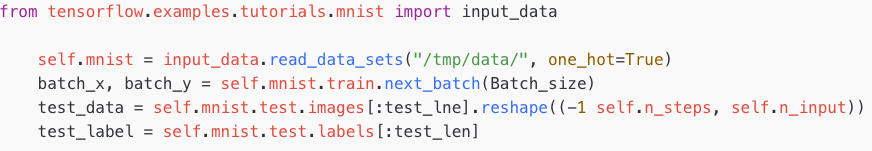 from tensorflow.examples.tutorials.mnist import input_data
self.mnist = input_data.read_data_sets("/tmp/data/", one_hot=True)
batch_x, batch_y = self.mnist.train.next_batch(Batch_size)
test_data = self.mnist.test.images[:test_lne].reshape((-1 self.n_steps, self.n_input))
test_label = self.mnist.test.labels[:test_len]